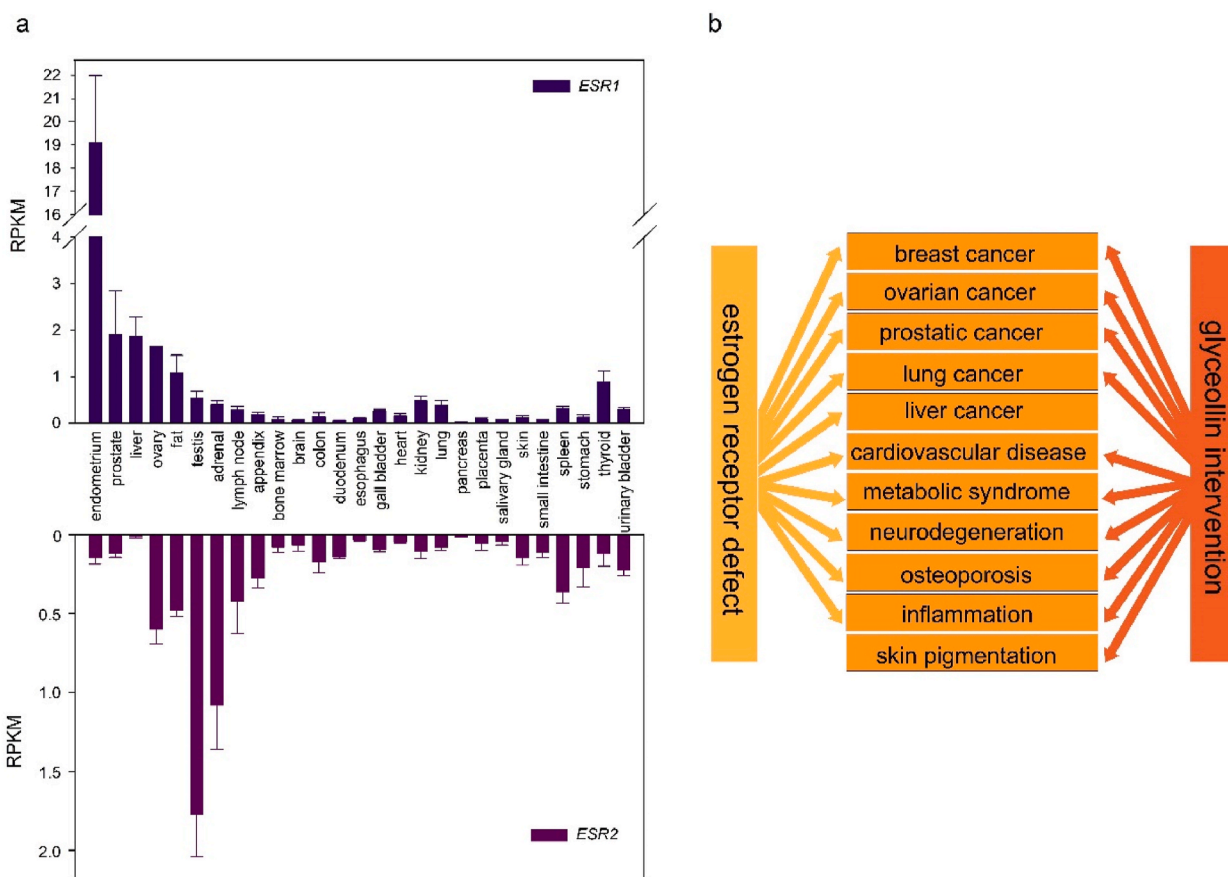 a
22
21
20
19
18
17
16
4
3
2
1
0
RPKM
ESR1
endometrium
prostate
liver
ovary
fat
testis
adrenal
lymph node
appendix
bone marrow
brain
colon
duodenum
esophagus
gall bladder
heart
kidney
lung
pancreas
placenta
salivary gland
skin
small intestine
spleen
stomach
thyroid
urinary bladder
0
0.5
1.0
1.5
2.0
RPKM
ESR2
b
estrogen receptor defect
breast cancer
ovarian cancer
prostatic cancer
lung cancer
liver cancer
cardiovascular disease
metabolic syndrome
neurodegeneration
osteoporosis
inflammation
skin pigmentation
glyceollin intervention